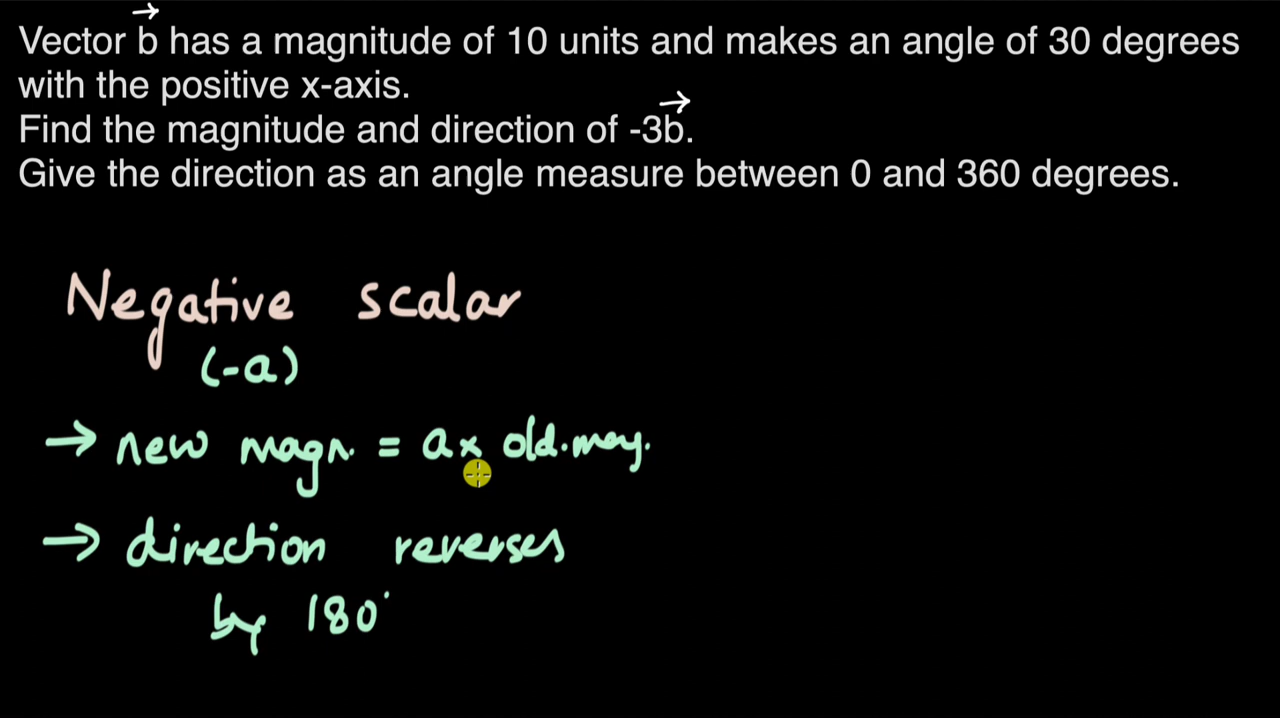 Vector b has a magnitude of 10 units and makes an angle of 30 degrees
with the positive x-axis.
Find the magnitude and direction of -3b.
Give the direction as an angle measure between 0 and 360 degrees.
Negative scalar
(-a)
→ new magn. = a x old.mag.
→ direction reverses
by 180°